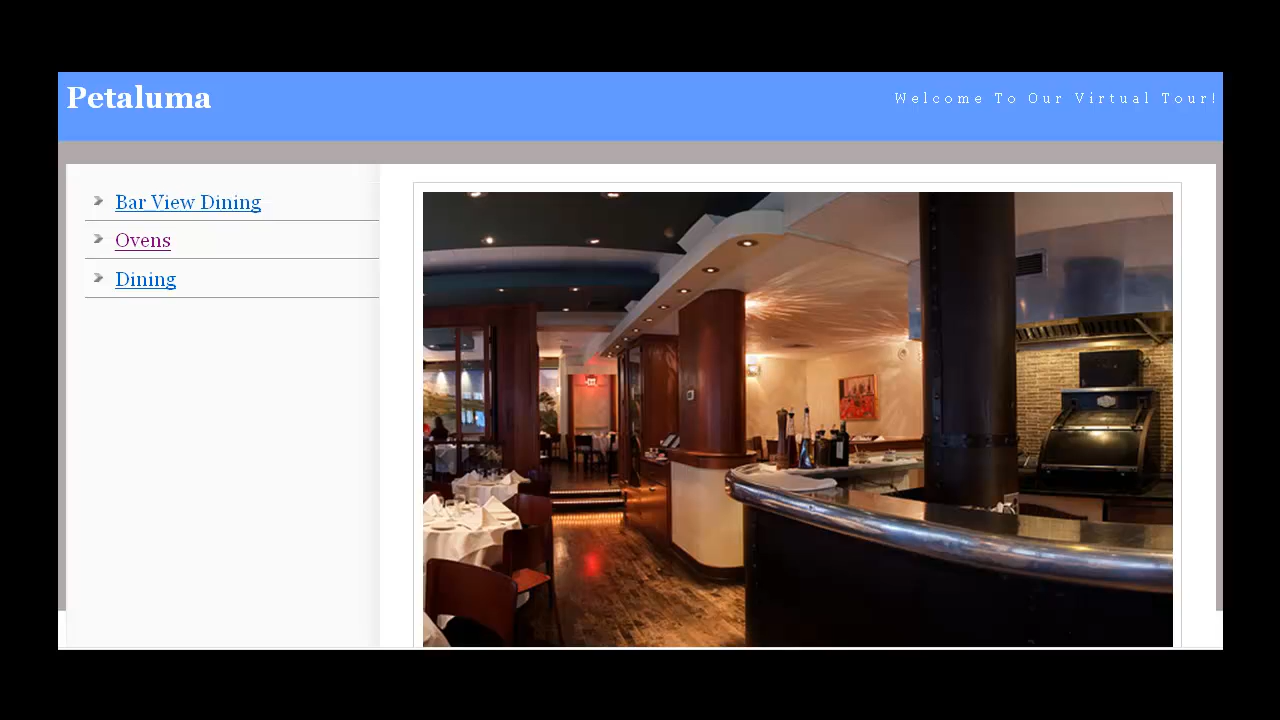 Petaluma
Welcome To Our Virtual Tour!
Bar View Dining
Ovens
Dining